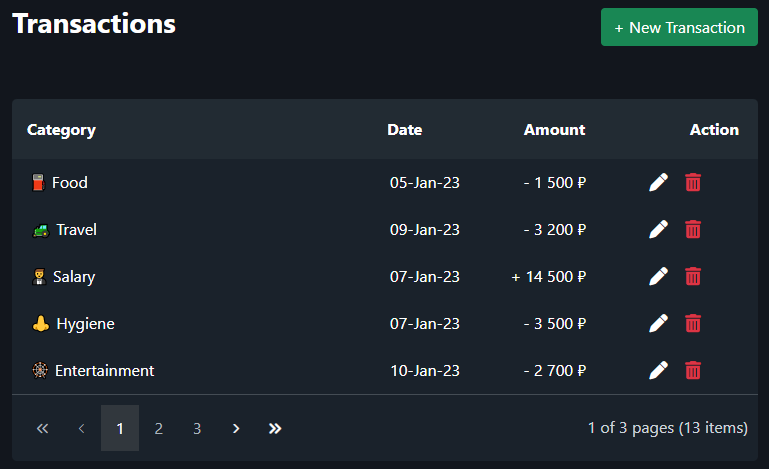 Transactions
+ New Transaction
Category Date Amount Action
Food 05-Jan-23 - 1 500 ₽
Travel 09-Jan-23 - 3 200 ₽
Salary 07-Jan-23 + 14 500 ₽
Hygiene 07-Jan-23 - 3 500 ₽
Entertainment 10-Jan-23 - 2 700 ₽
« ‹ 1 2 3 › » 1 of 3 pages (13 items)